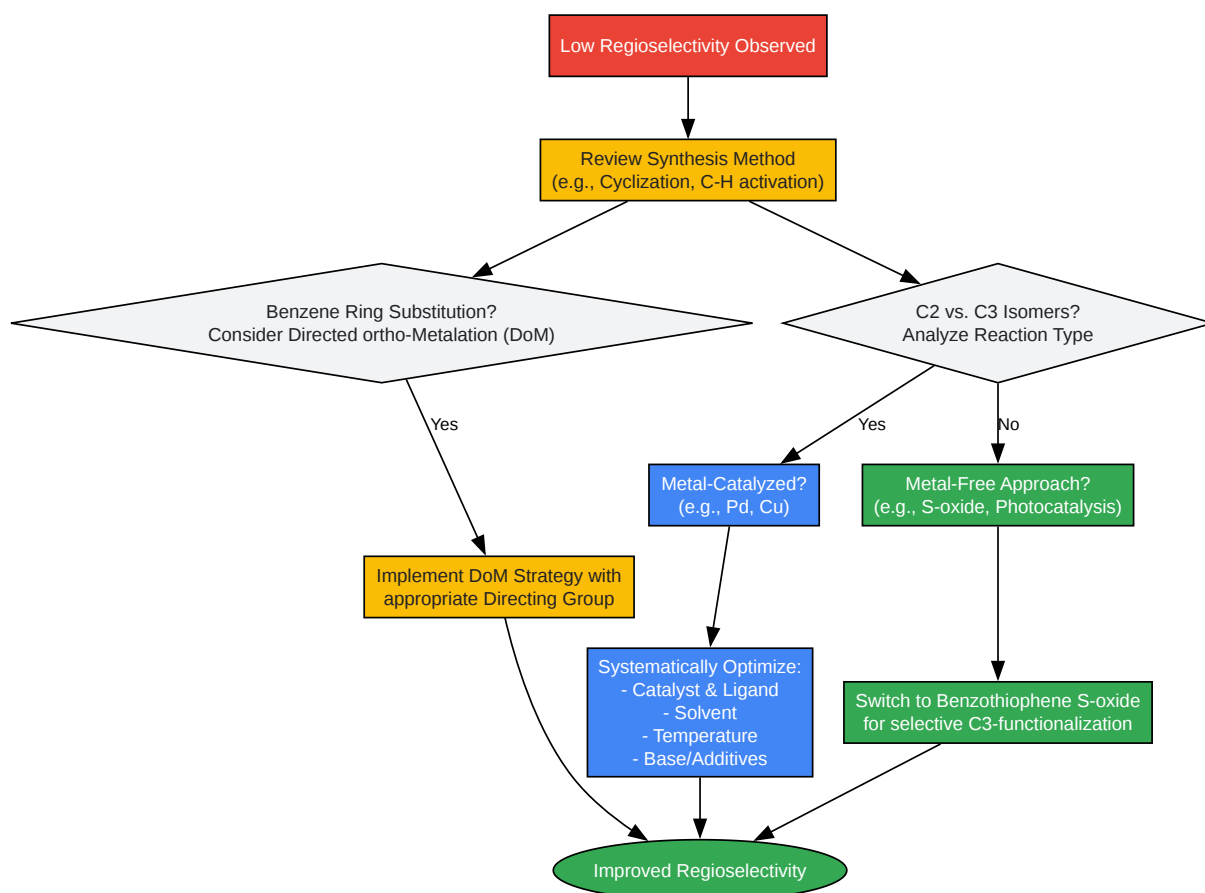 Low Regioselectivity Observed
Review Synthesis Method
(e.g., Cyclization, C-H activation)
Benzene Ring Substitution?
Consider Directed ortho-Metalation (DoM)
C2 vs. C3 Isomers?
Analyze Reaction Type
Yes
Yes
No
Metal-Catalyzed?
(e.g., Pd, Cu)
Metal-Free Approach?
(e.g., S-oxide, Photocatalysis)
Implement DoM Strategy with
appropriate Directing Group
Systematically Optimize:
- Catalyst & Ligand
- Solvent
- Temperature
- Base/Additives
Switch to Benzothiophene S-oxide
for selective C3-functionalization
Improved Regioselectivity